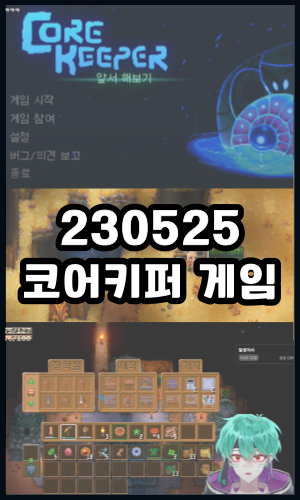 CORE
KEEPER
앞서 해보기
게임 시작
게임 참여
설정
버그/의견 보고
종료
230525
코어키퍼 게임